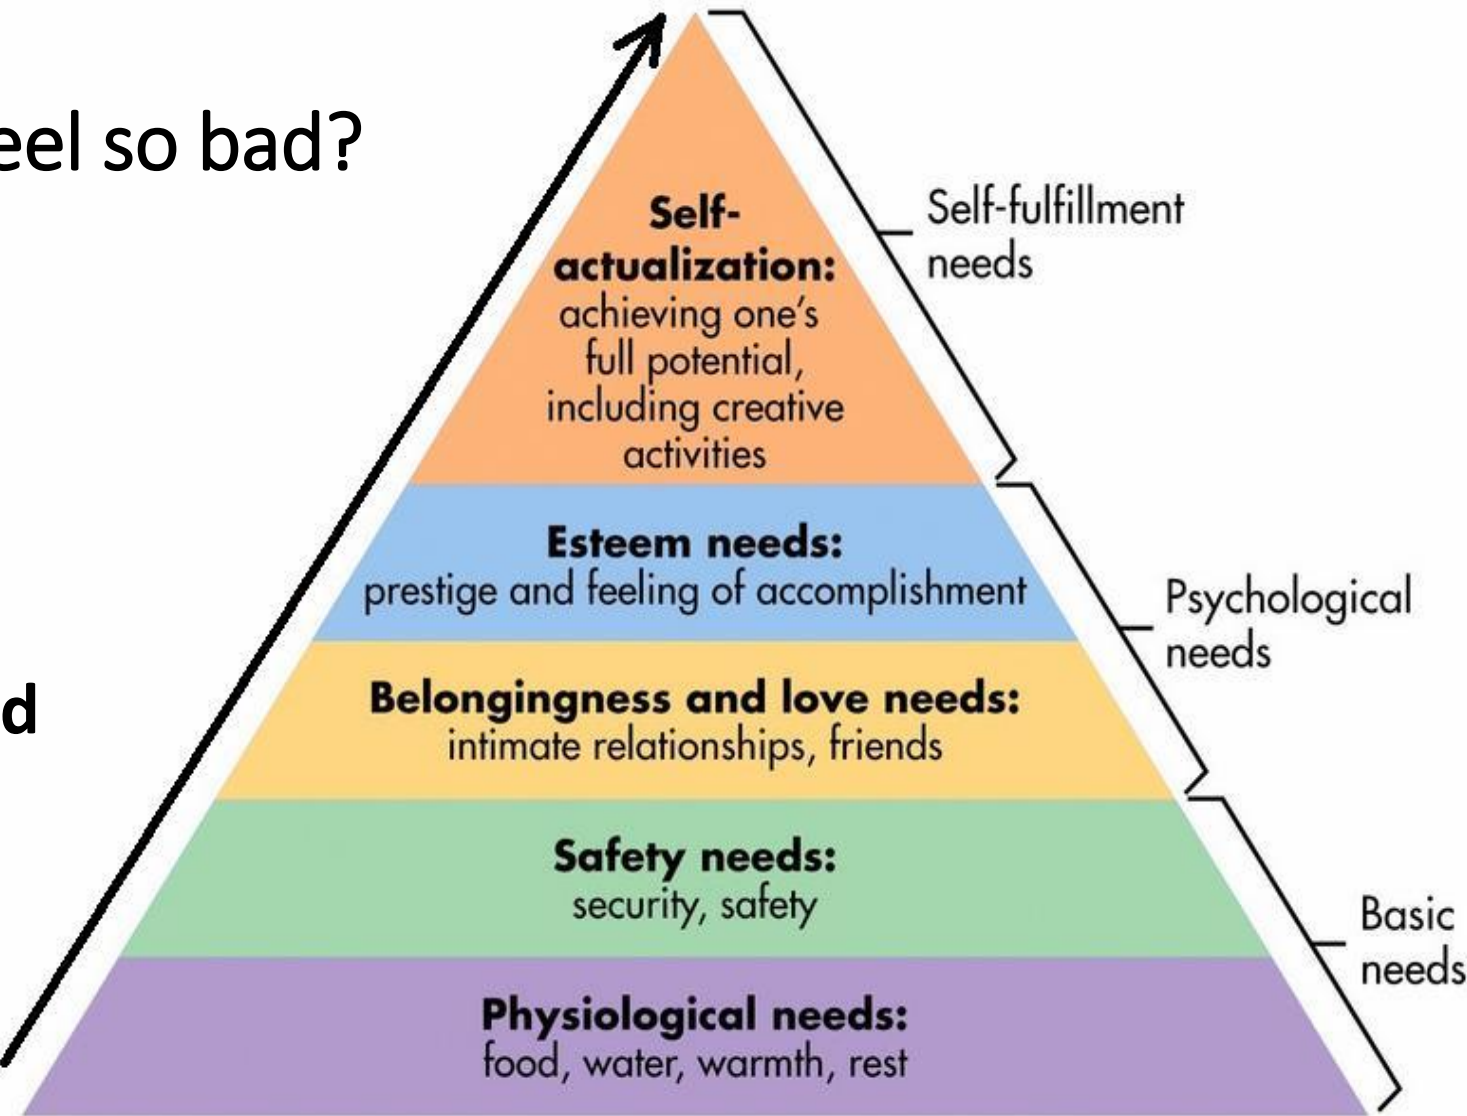 eel so bad?
Self-
actualization:
achieving one's
full potential,
including creative
activities
Self-fulfillment
needs
Esteem needs:
prestige and feeling of accomplishment
Psychological
needs
d
Belongingness and love needs:
intimate relationships, friends
Safety needs:
security, safety
Basic
needs
Physiological needs:
food, water, warmth, rest